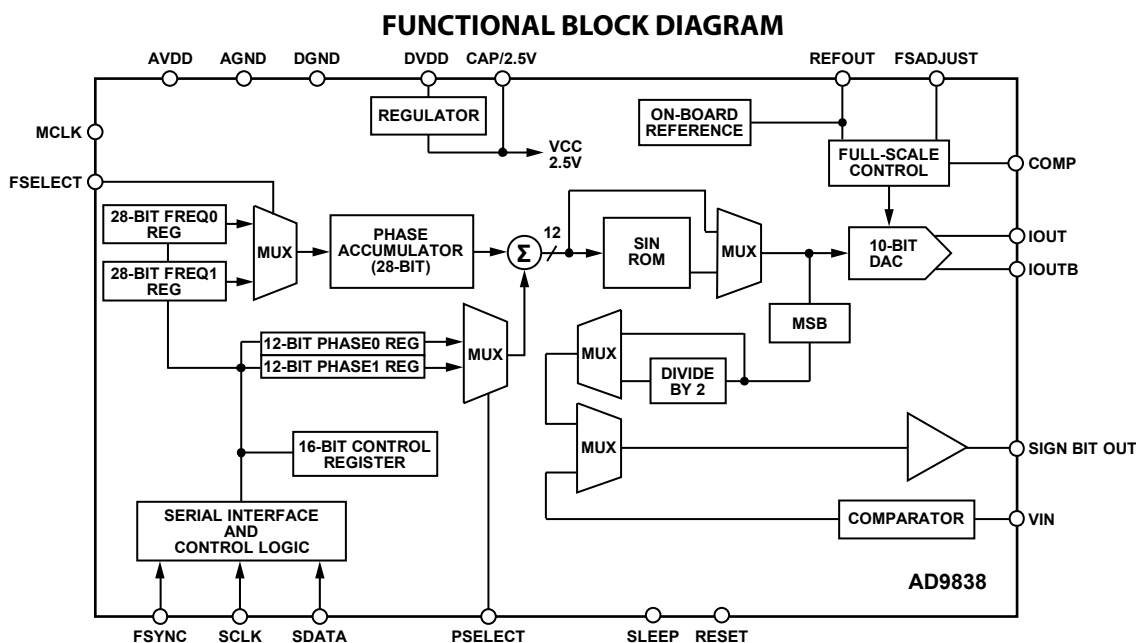 FUNCTIONAL BLOCK DIAGRAM
AVDD
AGND
DGND
DVDD
CAP/2.5V
REFOUT
FSADJUST
MCLK
REGULATOR
VCC
2.5V
ON-BOARD
REFERENCE
FULL-SCALE
CONTROL
COMP
FSELECT
28-BIT FREQ0
REG
28-BIT FREQ1
REG
MUX
PHASE
ACCUMULATOR
(28-BIT)
Σ
12
SIN
ROM
MUX
10-BIT
DAC
IOUT
IOUTB
MSB
12-BIT PHASE0 REG
12-BIT PHASE1 REG
MUX
MUX
DIVIDE
BY 2
16-BIT CONTROL
REGISTER
MUX
SIGN BIT OUT
SERIAL INTERFACE
AND
CONTROL LOGIC
COMPARATOR
VIN
AD9838
FSYNC
SCLK
SDATA
PSELECT
SLEEP
RESET